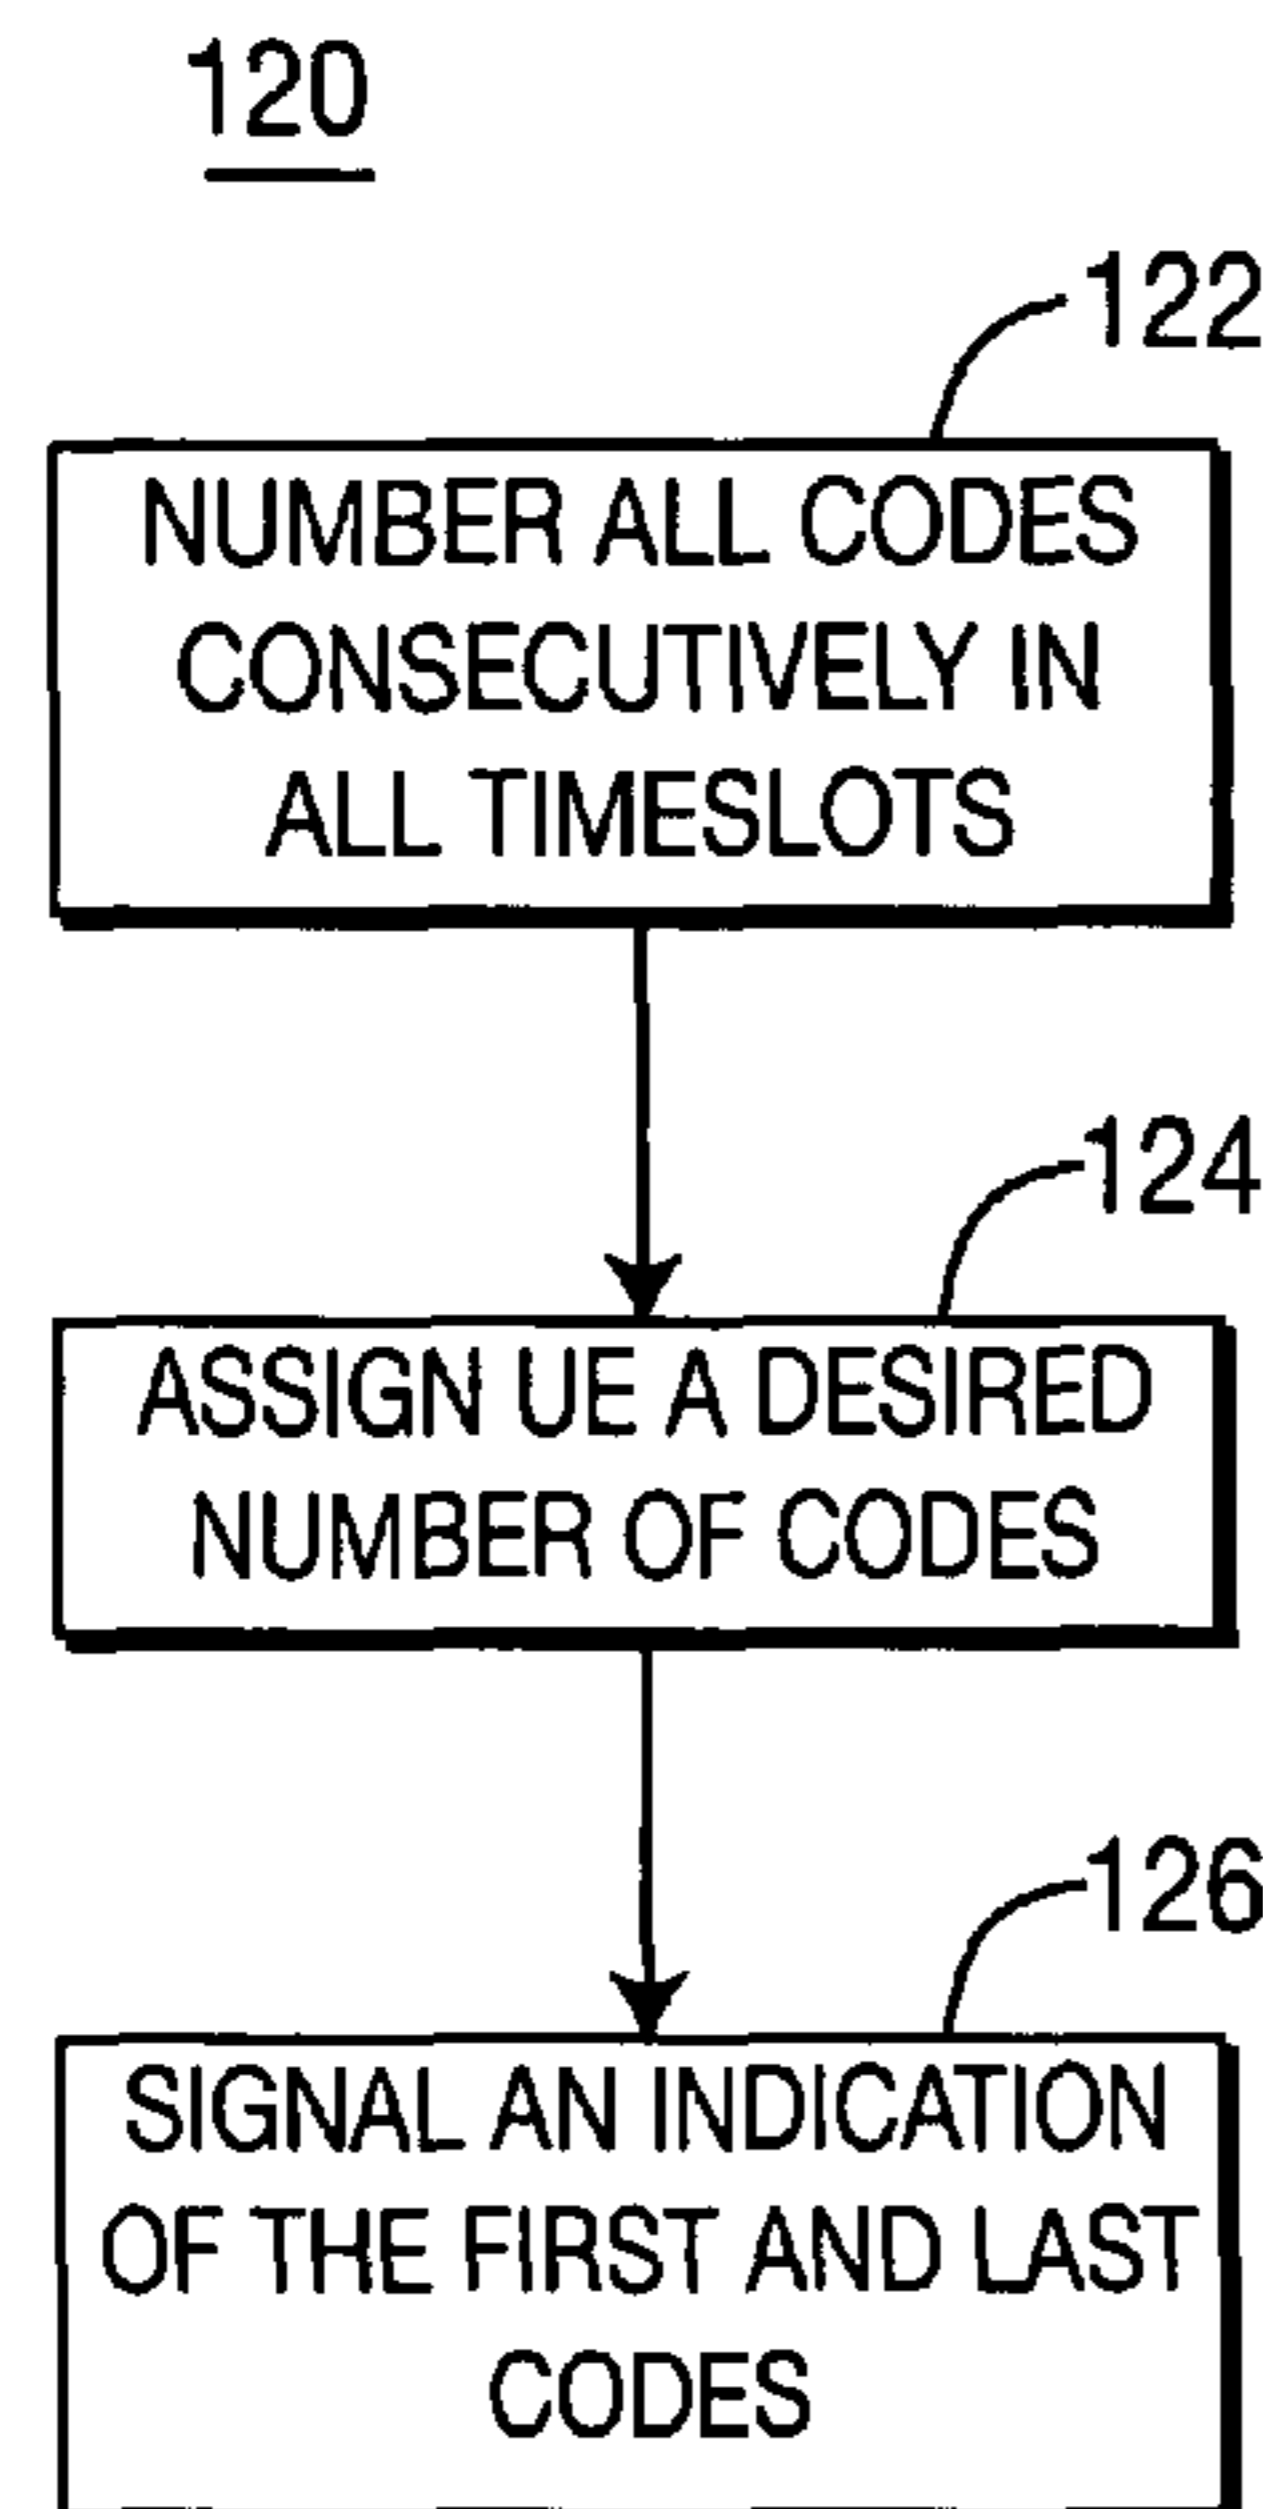 120
122
NUMBER ALL CODES
CONSECUTIVELY IN
ALL TIMESLOTS
124
ASSIGN UE A DESIRED
NUMBER OF CODES
126
SIGNAL AN INDICATION
OF THE FIRST AND LAST
CODES